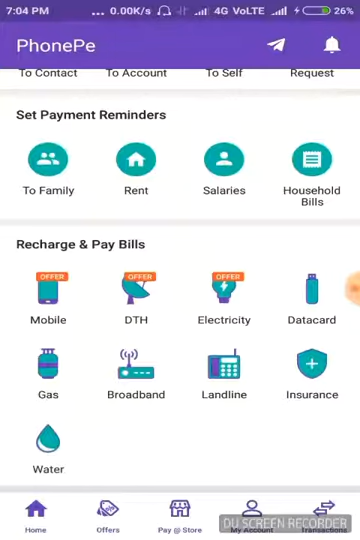 7:04 PM ... 0.00K/s 4G VoLTE 26%
PhonePe
To Contact To Account To Self Request
Set Payment Reminders
To Family Rent Salaries Household Bills
Recharge & Pay Bills
OFFER OFFER OFFER
Mobile DTH Electricity Datacard
Gas Broadband Landline Insurance
Water
Home Offers Pay @ Store My Account Transactions
DU SCREEN RECORDER